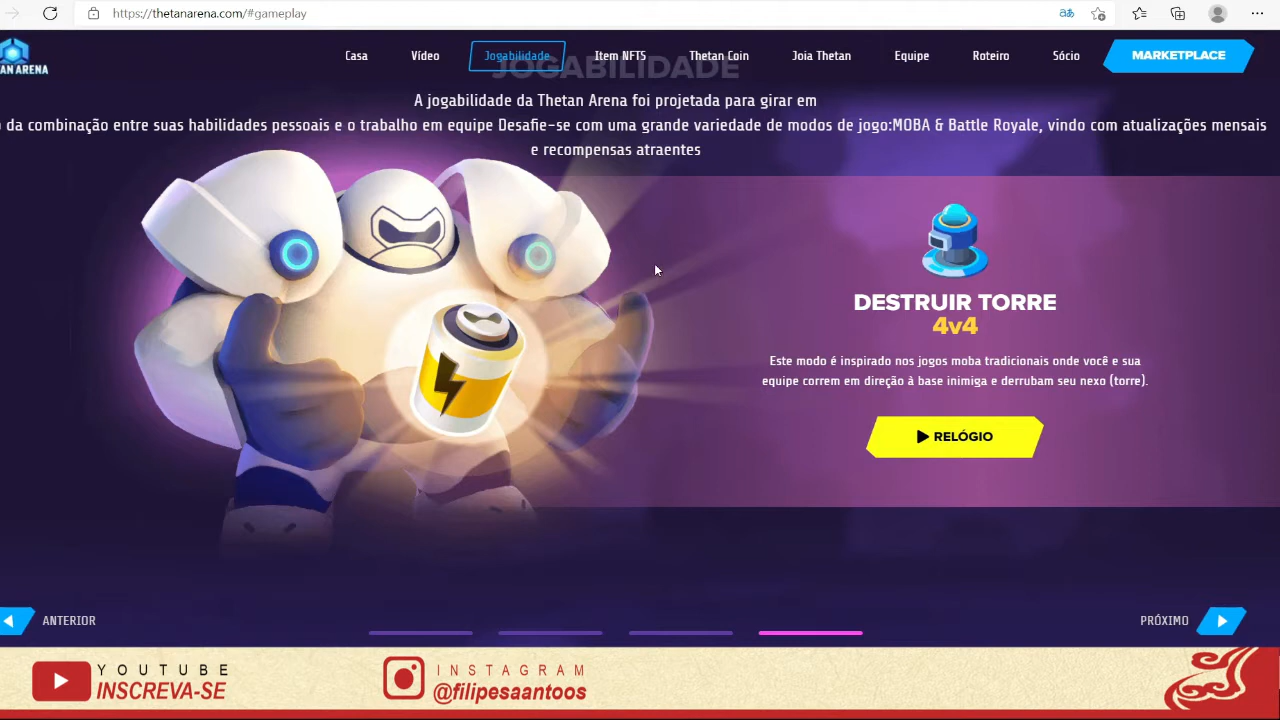 https://thetanarena.com/#gameplay
aあ
AN ARENA
Casa
Vídeo
Jogabilidade
Item NFTS
Thetan Coin
Joia Thetan
Equipe
Roteiro
Sócio
MARKETPLACE
JOGABILIDADE
A jogabilidade da Thetan Arena foi projetada para girar em
o da combinação entre suas habilidades pessoais e o trabalho em equipe Desafie-se com uma grande variedade de modos de jogo:MOBA & Battle Royale, vindo com atualizações mensais
e recompensas atraentes
DESTRUIR TORRE
4v4
Este modo é inspirado nos jogos moba tradicionais onde você e sua
equipe correm em direção à base inimiga e derrubam seu nexo (torre).
RELÓGIO
ANTERIOR
PRÓXIMO
YOUTUBE
INSCREVA-SE
INSTAGRAM
@filipesaantoos